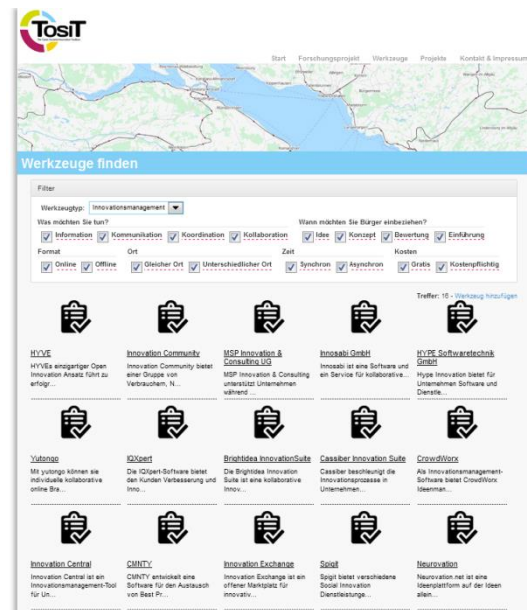 TosiT
Start Forschungsprojekt Werkzeuge Projekte Kontakt & Impressum
Werkzeuge finden
Filter
Werkzeugtyp: Innovationsmanagement
Was möchten Sie tun? Wann möchten Sie Bürger einbeziehen?
Information Kommunikation Koordination Kollaboration Idee Konzept Bewertung Einführung
Format Ort Zeit Kosten
Online Offline Gleicher Ort Unterschiedlicher Ort Synchron Asynchron Gratis Kostenpflichtig
Treffer: 16 - Werkzeug hinzufügen
HYVE
HYVEs einzigartiger Open
Innovation Ansatz führt zu
erfolgr...
Innovation Community
Innovation Community bietet
einer Gruppe von
Verbrauchern, N...
MSP Innovation &
Consulting UG
MSP Innovation & Consulting
unterstützt Unternehmen
während ...
Innosabi GmbH
Innosabi ist eine Software und
ein Service für kollaborative...
HYPE Softwaretechnik
GmbH
Hype Innovation bietet für
Unternehmen Software und
Dienstle...
Yutongo
Mit yutongo können sie
individuelle kollaborative
online Bra...
IQXpert
Die IQXpert-Software bietet
den Kunden Verbesserung und
Inno...
Brightidea InnovationSuite
Die Brightidea Innovation
Suite ist eine kollaborative
Innov...
Cassiber Innovation Suite
Cassiber beschleunigt die
Innovationsprozesse in
Unternehmen...
CrowdWorx
Als Innovationsmanagement-
Software bietet CrowdWorx
Ideenman...
Innovation Central
Innovation Central ist ein
Innovationsmanagement-Tool
für Un...
CMNTY
CMNTY entwickelt eine
Software für den Austausch
von Best Pr...
Innovation Exchange
Innovation Exchange ist ein
offener Marktplatz für
innovativ...
Spigit
Spigit bietet verschiedene
Social Innovation
Dienstleistunge...
Neurovation
Neurovation.net ist eine
Ideenplattform auf der Ideen
allein...